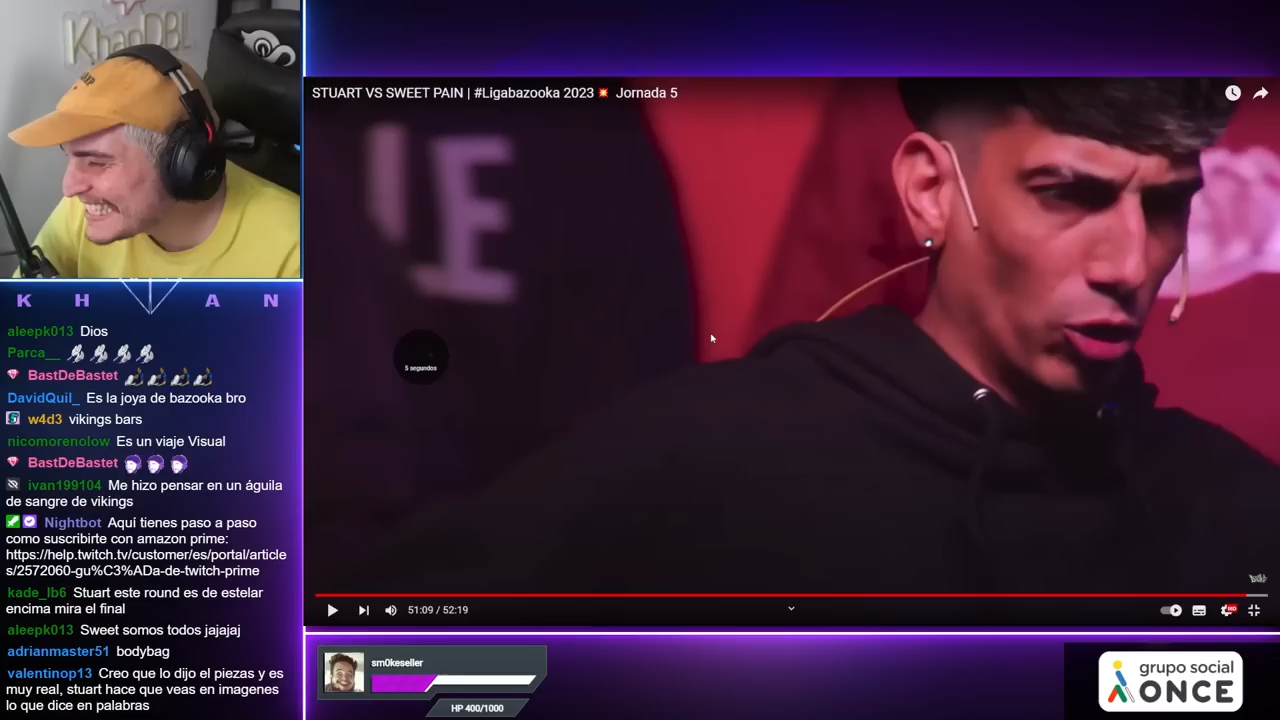 KhanDBL
STUART VS SWEET PAIN | #Ligabazooka 2023💥 Jornada 5
5 segundos
K H A N
aleepk013 Dios
Parca__
BastDeBastet
DavidQuil_ Es la joya de bazooka bro
w4d3 vikings bars
nicomorenolow Es un viaje Visual
BastDeBastet
ivan199104 Me hizo pensar en un águila
de sangre de vikings
Nightbot Aquí tienes paso a paso
como suscribirte con amazon prime:
https://help.twitch.tv/customer/es/portal/article
s/2572060-gu%C3%ADa-de-twitch-prime
kade_lb6 Stuart este round es de estelar
encima mira el final
aleepk013 Sweet somos todos jajajaj
adrianmaster51 bodybag
valentinop13 Creo que lo dijo el piezas y es
muy real, stuart hace que veas en imagenes
lo que dice en palabras
51:09 / 52:19
HD
sm0keseller
HP 400/1000
grupo social
ONCE